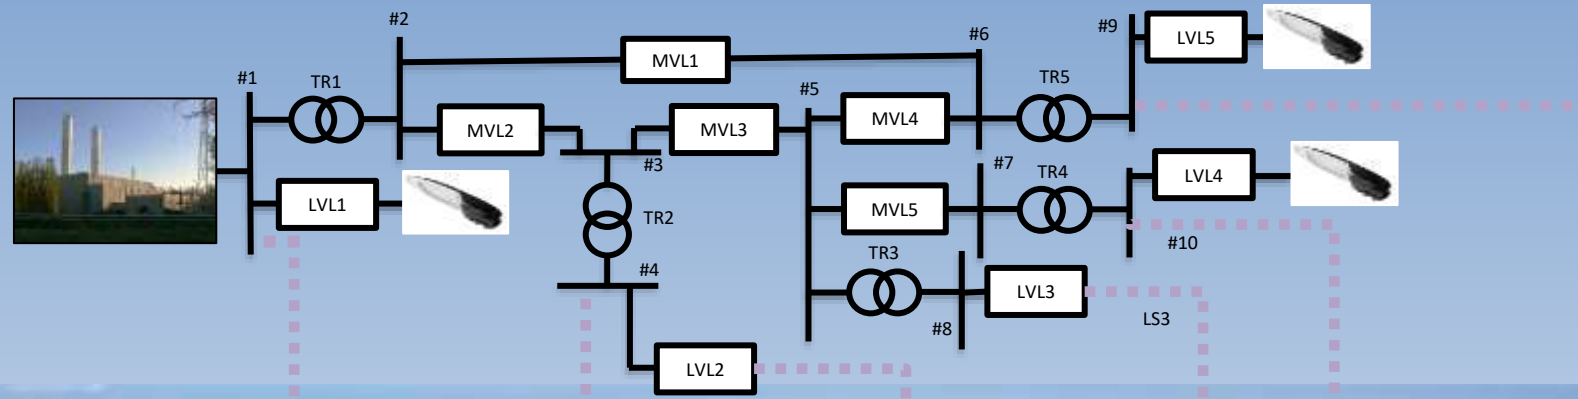 #2
#9
LVL5
#6
MVL1
#1
TR1
TR5
#5
MVL2
MVL3
MVL4
#3
#7
TR4
LVL4
LVL1
MVL5
TR2
#10
TR3
#4
LVL3
LS3
#8
LVL2